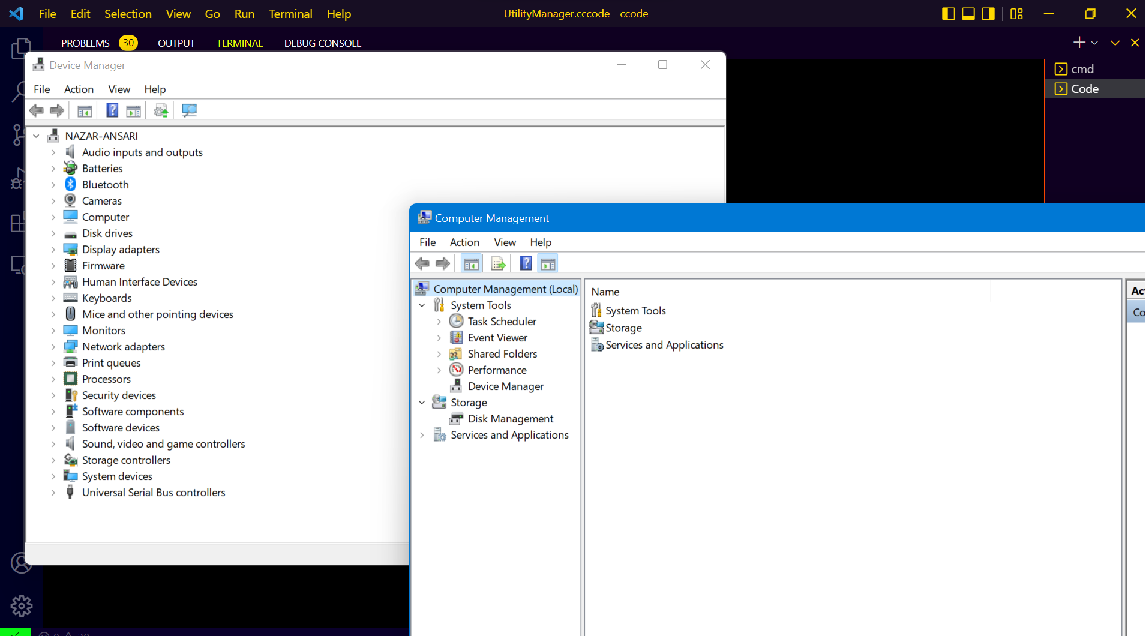 File Edit Selection View Go Run Terminal Help UtilityManager.cccode - ccode
PROBLEMS 30 OUTPUT TERMINAL DEBUG CONSOLE
cmd
Code
Device Manager
File Action View Help
NAZAR-ANSARI
Audio inputs and outputs
Batteries
Bluetooth
Cameras
Computer
Disk drives
Display adapters
Firmware
Human Interface Devices
Keyboards
Mice and other pointing devices
Monitors
Network adapters
Print queues
Processors
Security devices
Software components
Software devices
Sound, video and game controllers
Storage controllers
System devices
Universal Serial Bus controllers
Computer Management
File Action View Help
Computer Management (Local)
System Tools
Task Scheduler
Event Viewer
Shared Folders
Performance
Device Manager
Storage
Disk Management
Services and Applications
Name
System Tools
Storage
Services and Applications
Ac
Co